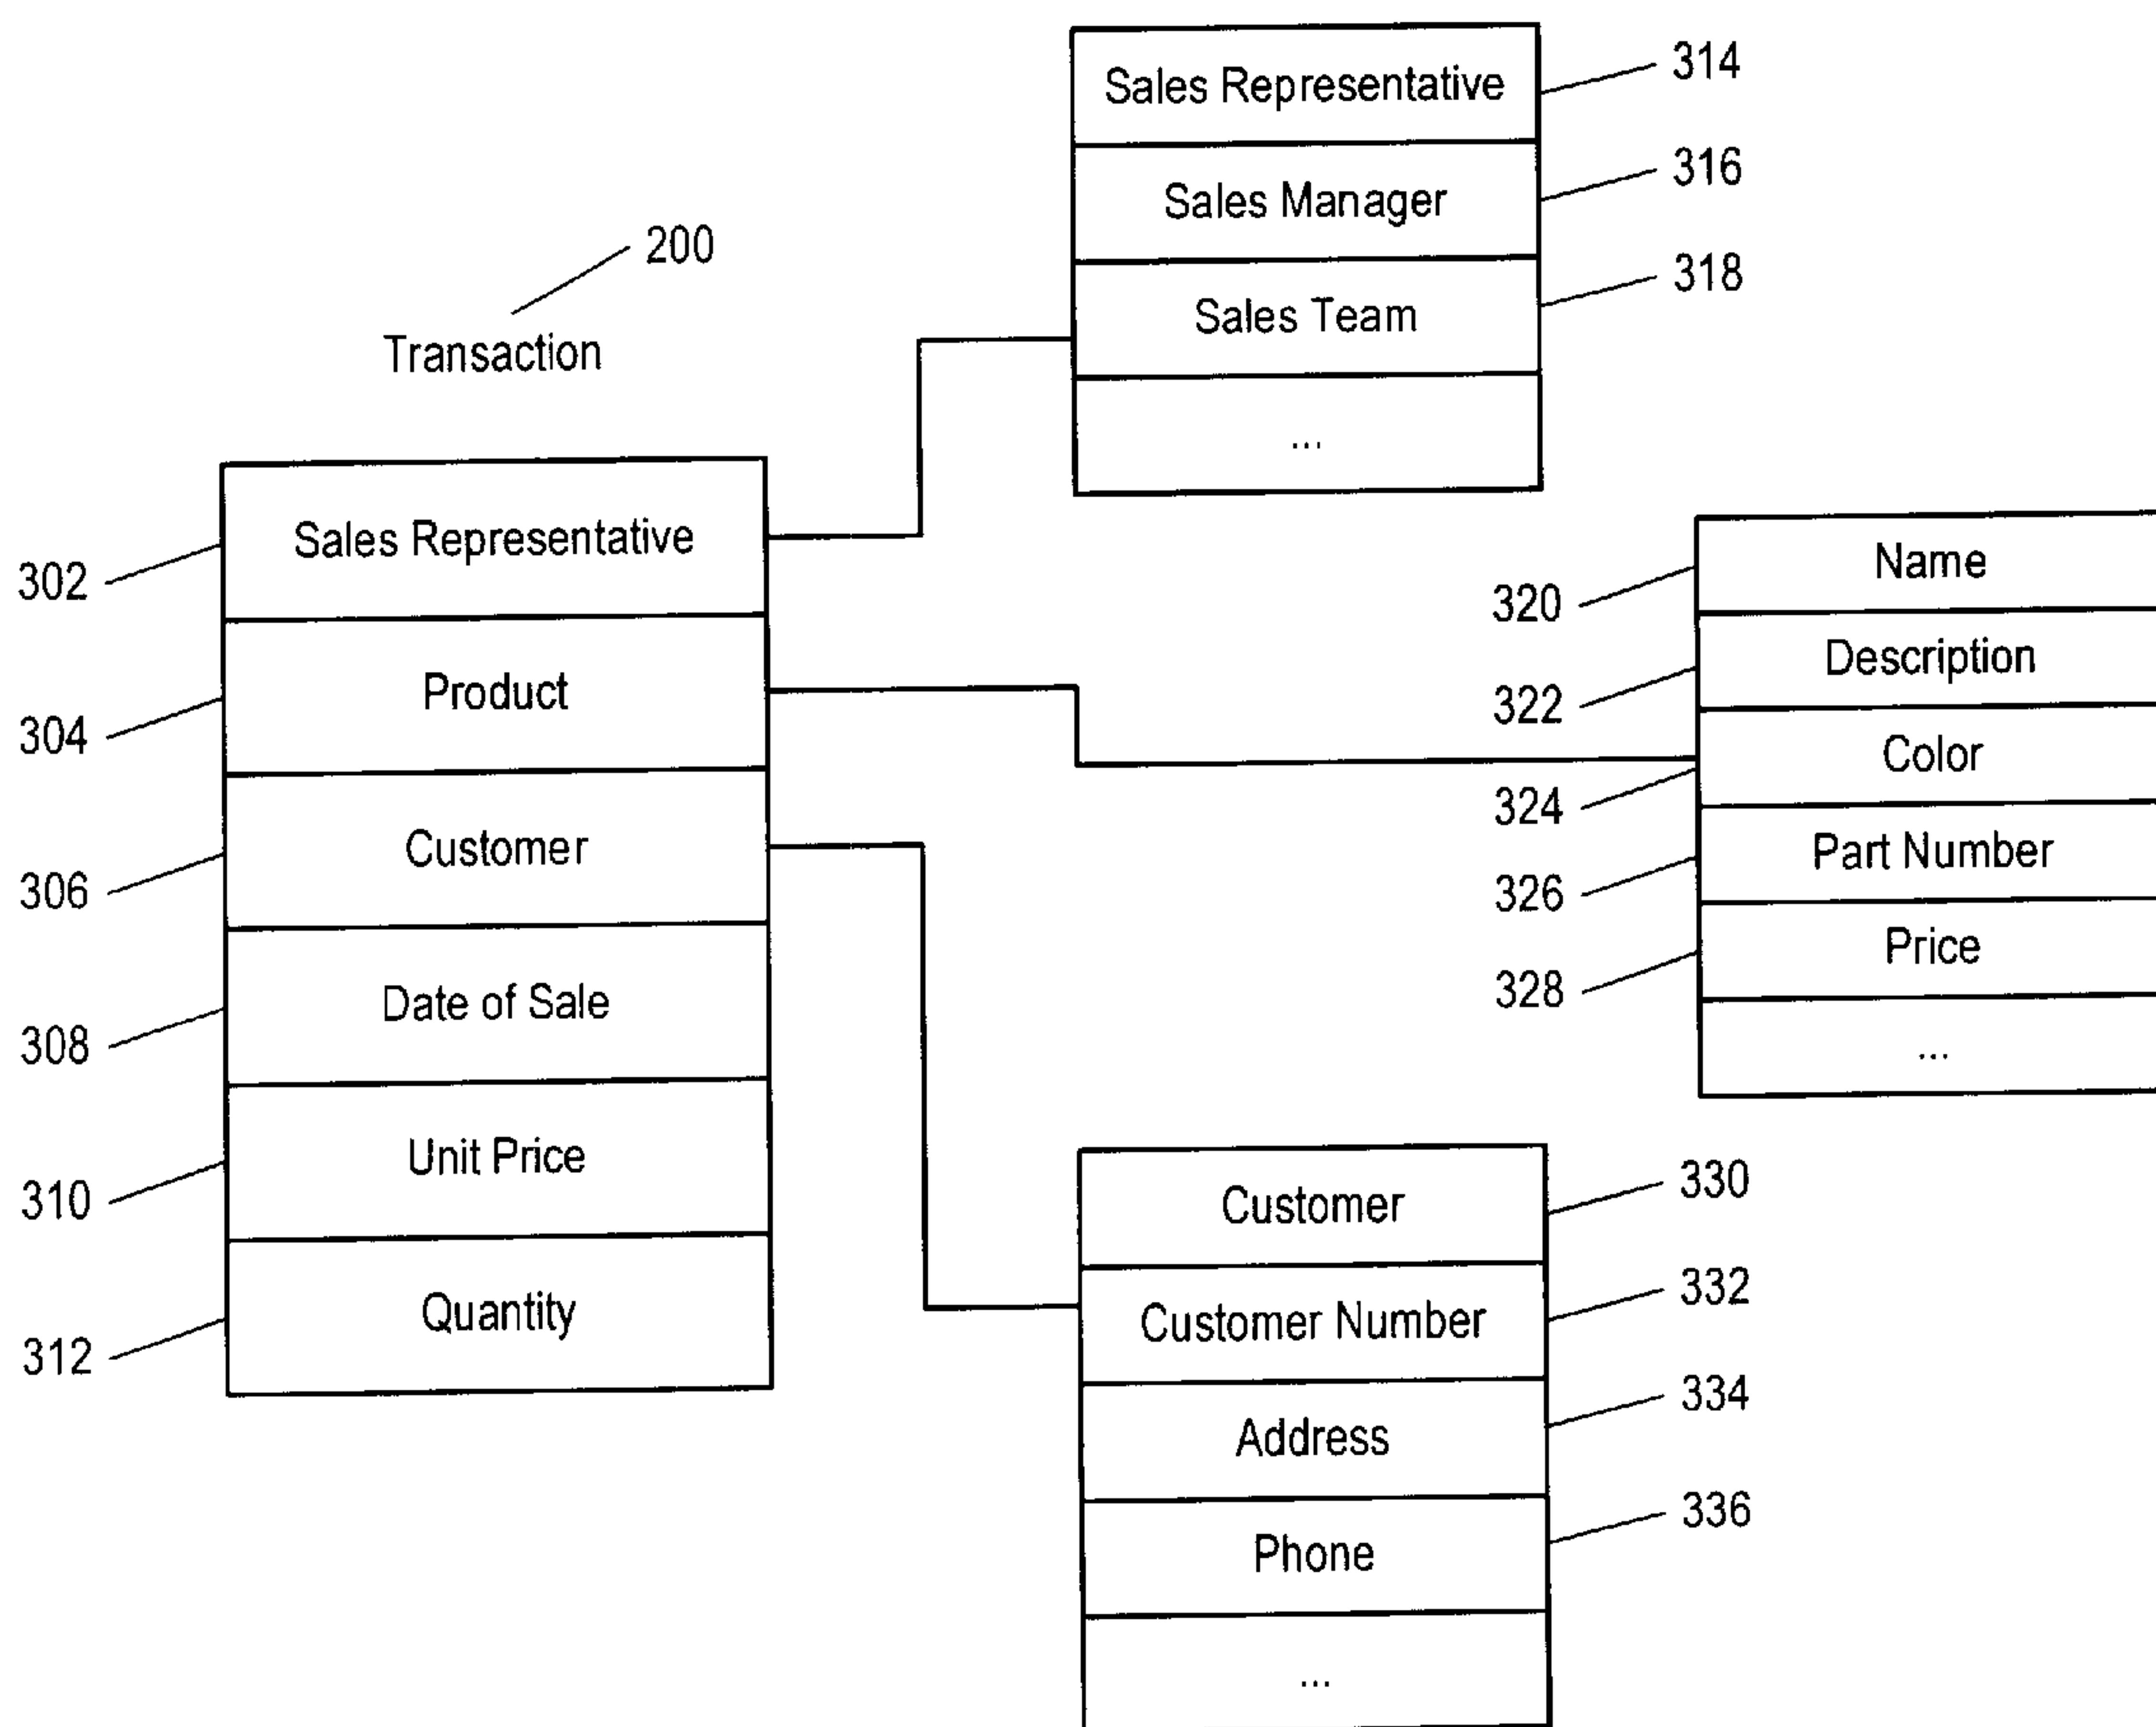 200
Transaction
302
Sales Representative
304
Product
306
Customer
308
Date of Sale
310
Unit Price
312
Quantity
Sales Representative
314
Sales Manager
316
Sales Team
318
...
Name
320
Description
322
Color
324
Part Number
326
Price
328
...
Customer
330
Customer Number
332
Address
334
Phone
336
...